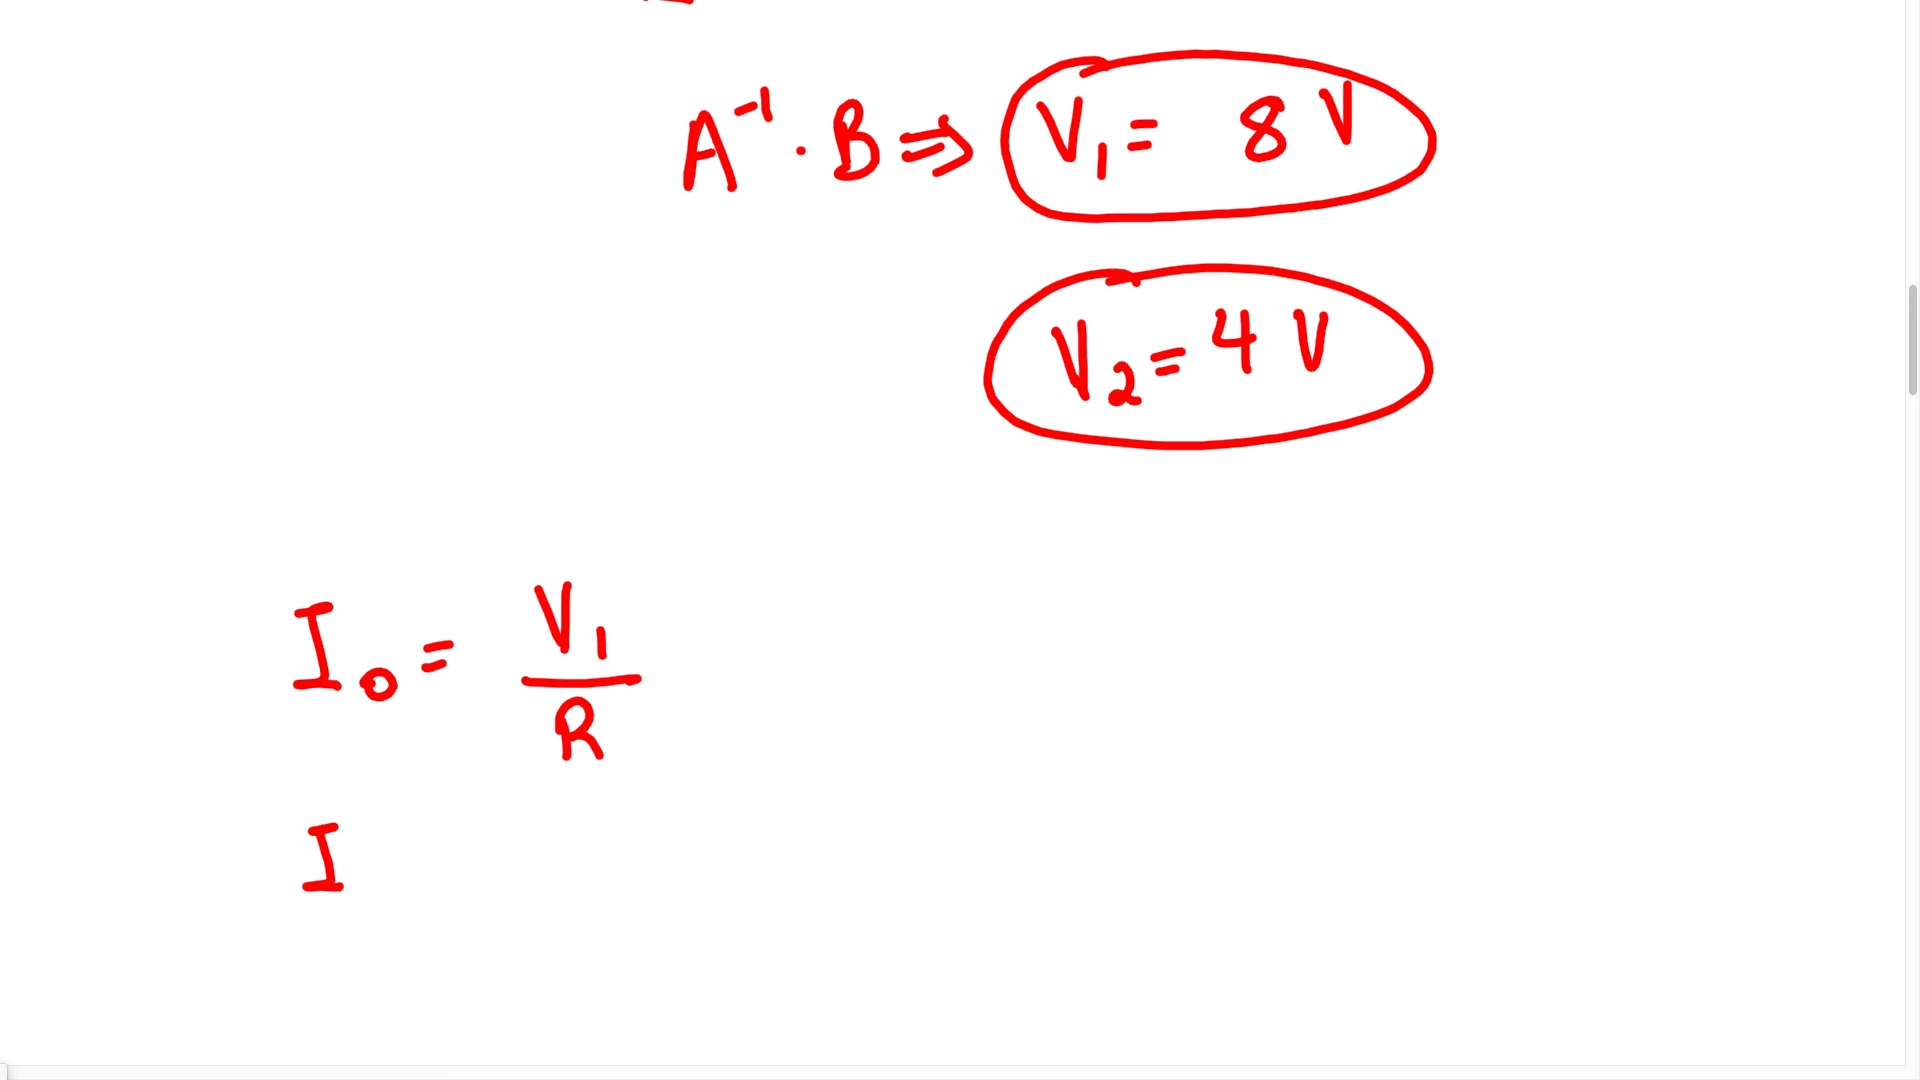 A⁻¹ · B ⇒ V₁ = 8 V
V₂ = 4 V
I₀ = V₁ / R
I